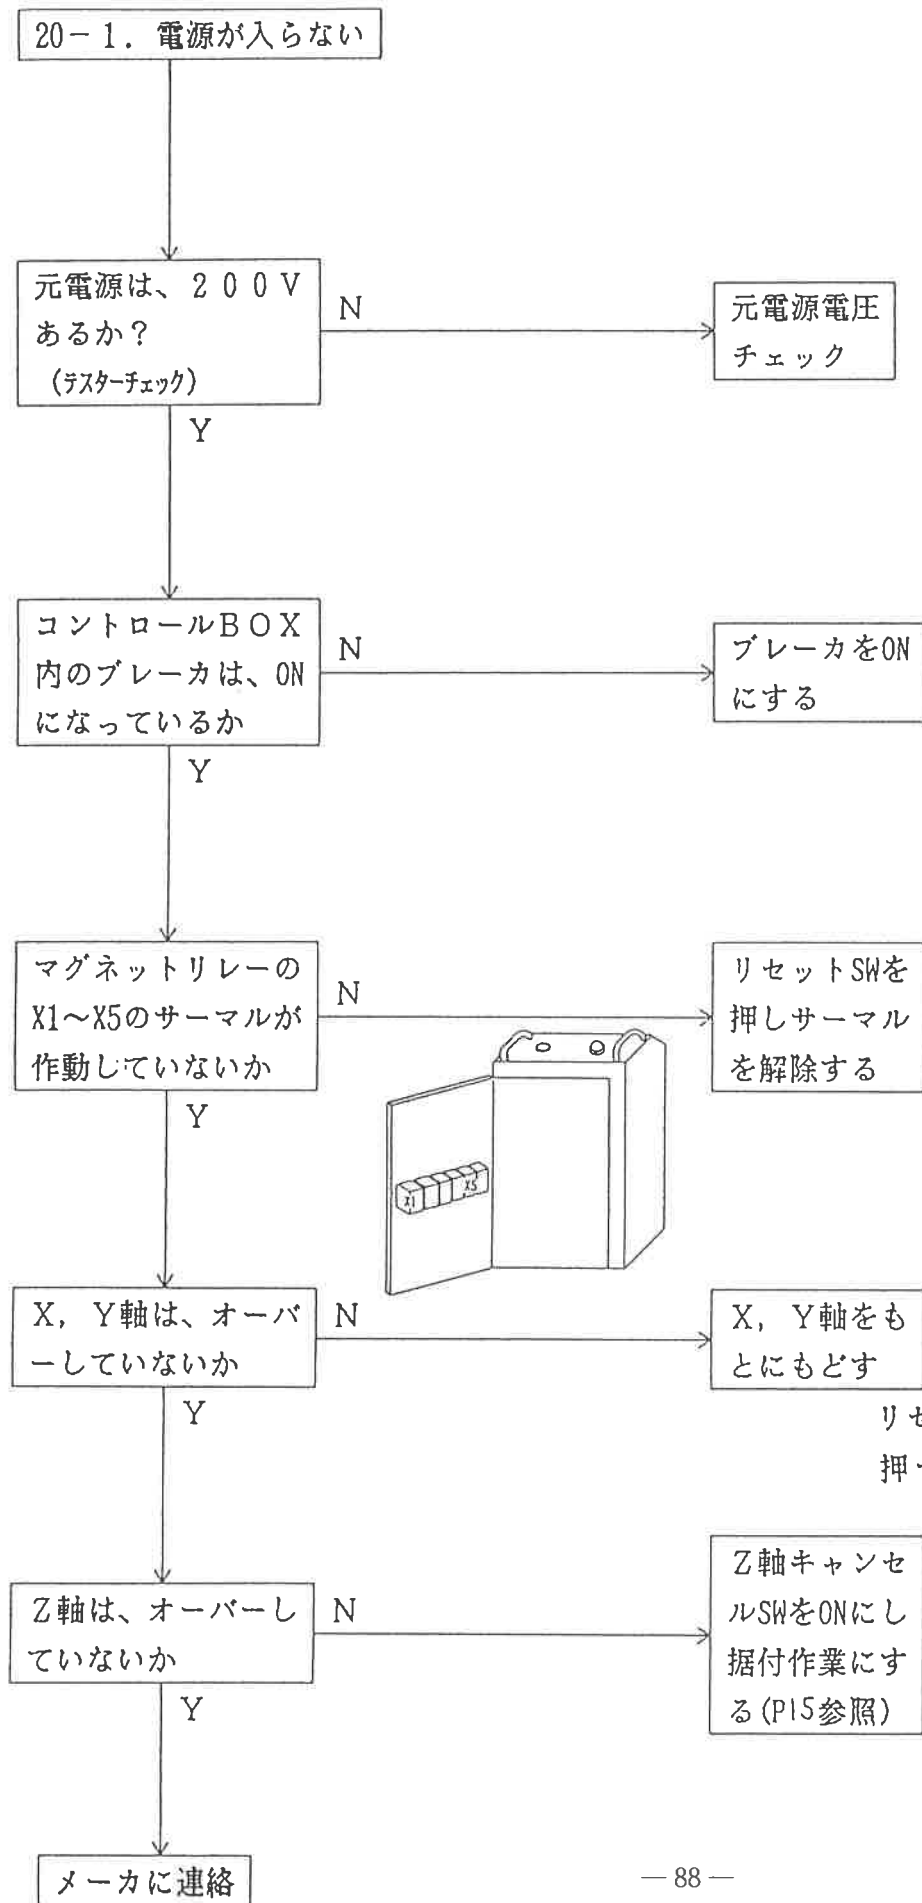 20-1. 電源が入らない
元電源は、200V
あるか?
(テスターチェック)
N
元電源電圧
チェック
Y
コントロールBOX
内のブレーカは、ON
になっているか
N
ブレーカをON
にする
Y
マグネットリレーの
X1~X5のサーマルが
作動していないか
N
リセットSWを
押しサーマル
を解除する
Y
X1
X5
X, Y軸は、オーバ
ーしていないか
N
X, Y軸をも
とにもどす
Y
リセ
押
Z軸は、オーバーし
ていないか
N
Z軸キャンセ
ルSWをONにし
据付作業にす
る(P15参照)
Y
メーカに連絡
— 88 —